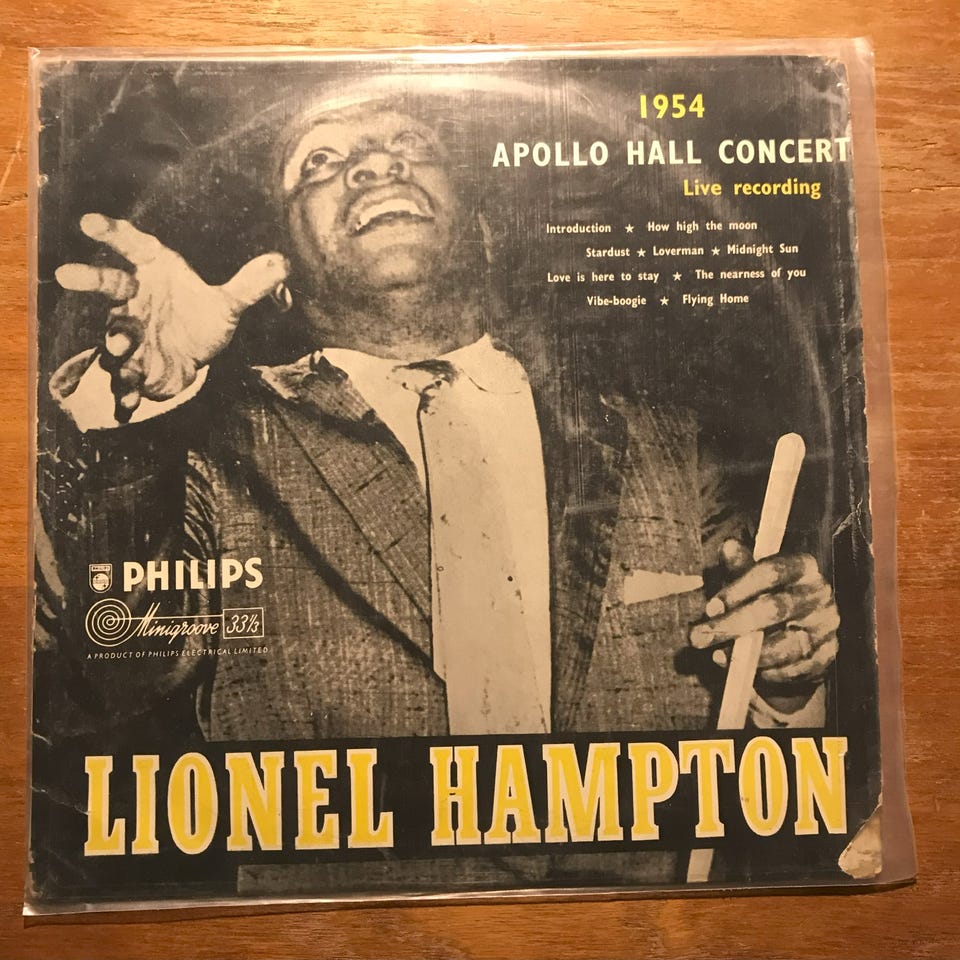 1954
APOLLO HALL CONCERT
Live recording
Introduction ★ How high the moon
Stardust ★ Loverman ★ Midnight Sun
Love is here to stay ★ The nearness of you
Vibe-boogie ★ Flying Home
PHILIPS
PHILIPS
Minigroove 33⅓
A PRODUCT OF PHILIPS ELECTRICAL LIMITED
LIONEL HAMPTON